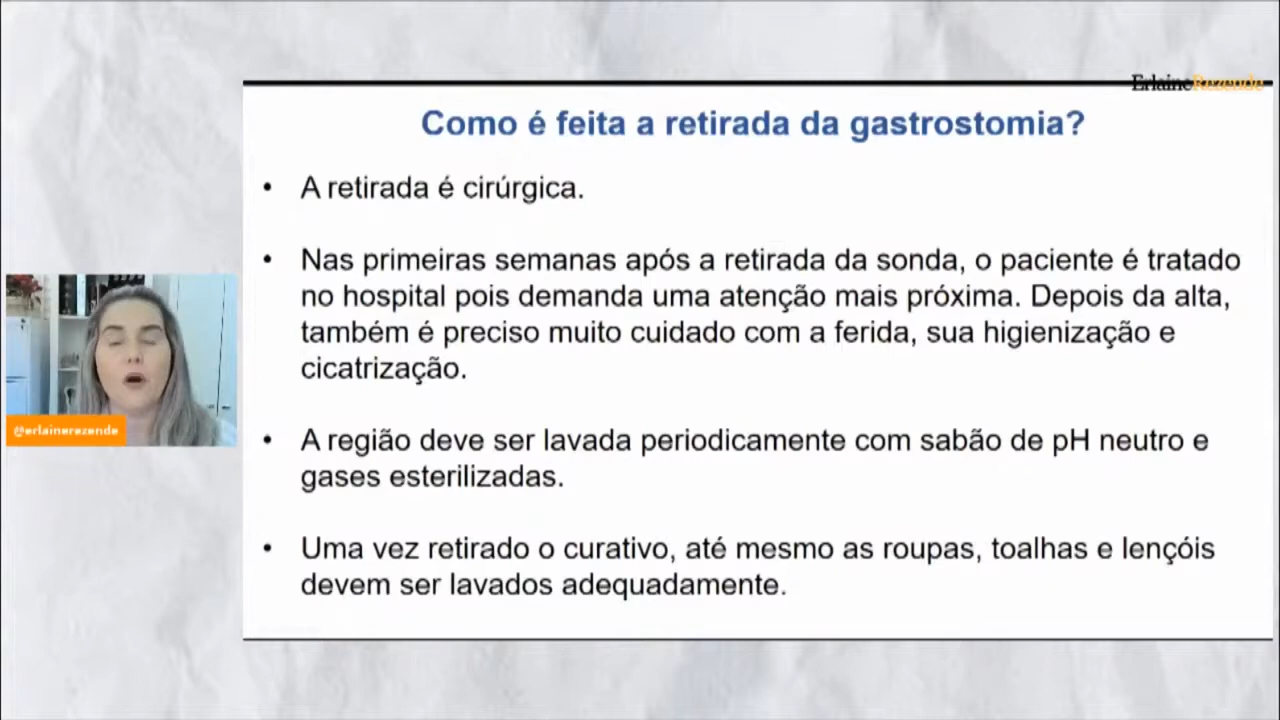 ErlaineRezende
Como é feita a retirada da gastrostomia?
• A retirada é cirúrgica.
• Nas primeiras semanas após a retirada da sonda, o paciente é tratado
no hospital pois demanda uma atenção mais próxima. Depois da alta,
também é preciso muito cuidado com a ferida, sua higienização e
cicatrização.
• A região deve ser lavada periodicamente com sabão de pH neutro e
gases esterilizadas.
• Uma vez retirado o curativo, até mesmo as roupas, toalhas e lençóis
devem ser lavados adequadamente.
@erlainerezende